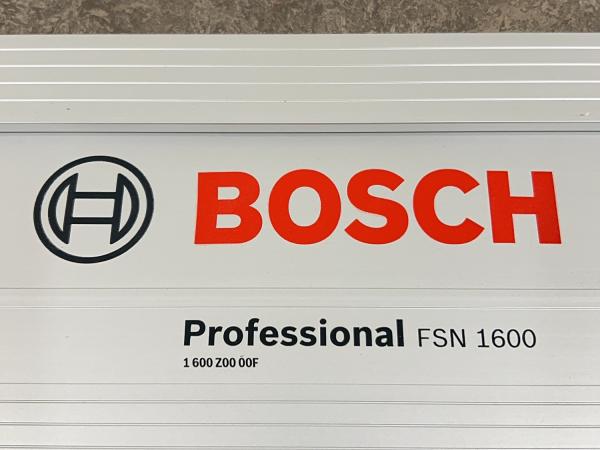 BOSCH
Professional FSN 1600
1 600 Z00 00F